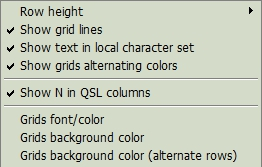 Row height
Show grid lines
Show text in local character set
Show grids alternating colors
Show N in QSL columns
Grids font/color
Grids background color
Grids background color (alternate rows)